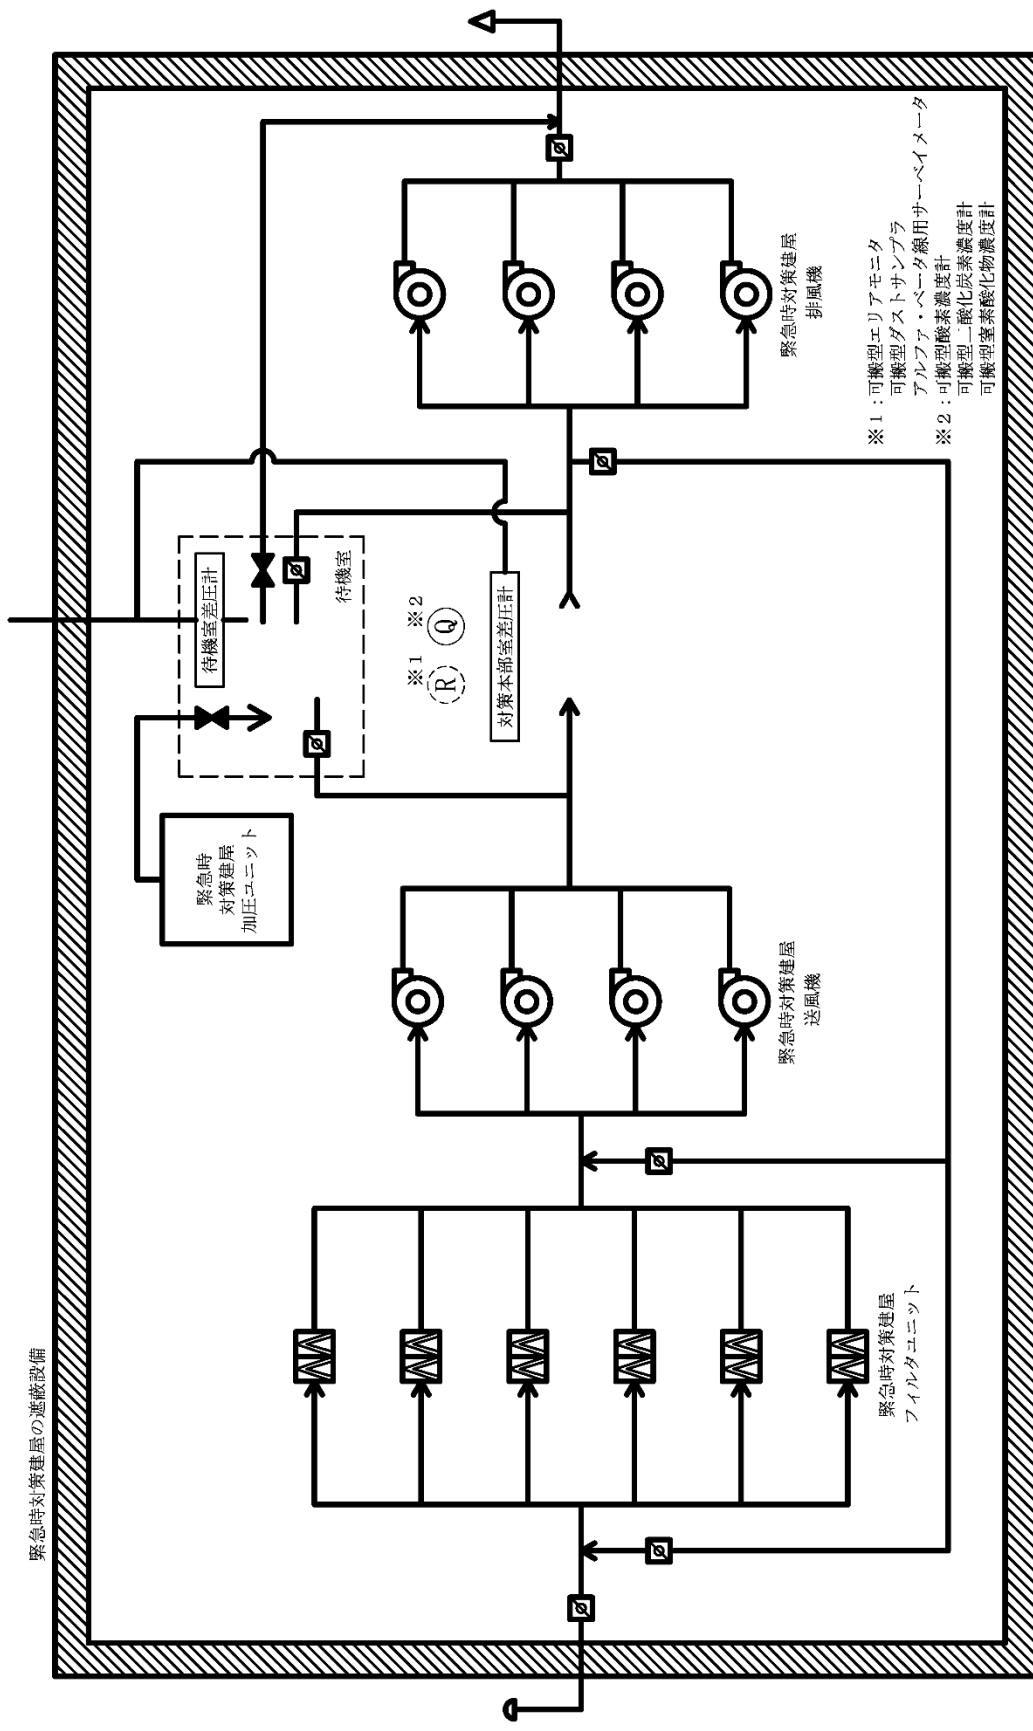 緊急時対策建屋の遮蔽設備
緊急時
対策建屋
加圧ユニット
待機室差圧計
待機室
※1
※2
R
Q
対策本部室差圧計
緊急時対策建屋
フィルタユニット
緊急時対策建屋
送風機
緊急時対策建屋
排風機
※1：可搬型エリアモニタ
可搬型ダストサンプラ
アルファ・ベータ線用サーベイメータ
※2：可搬型酸素濃度計
可搬型二酸化炭素濃度計
可搬型窒素酸化物濃度計